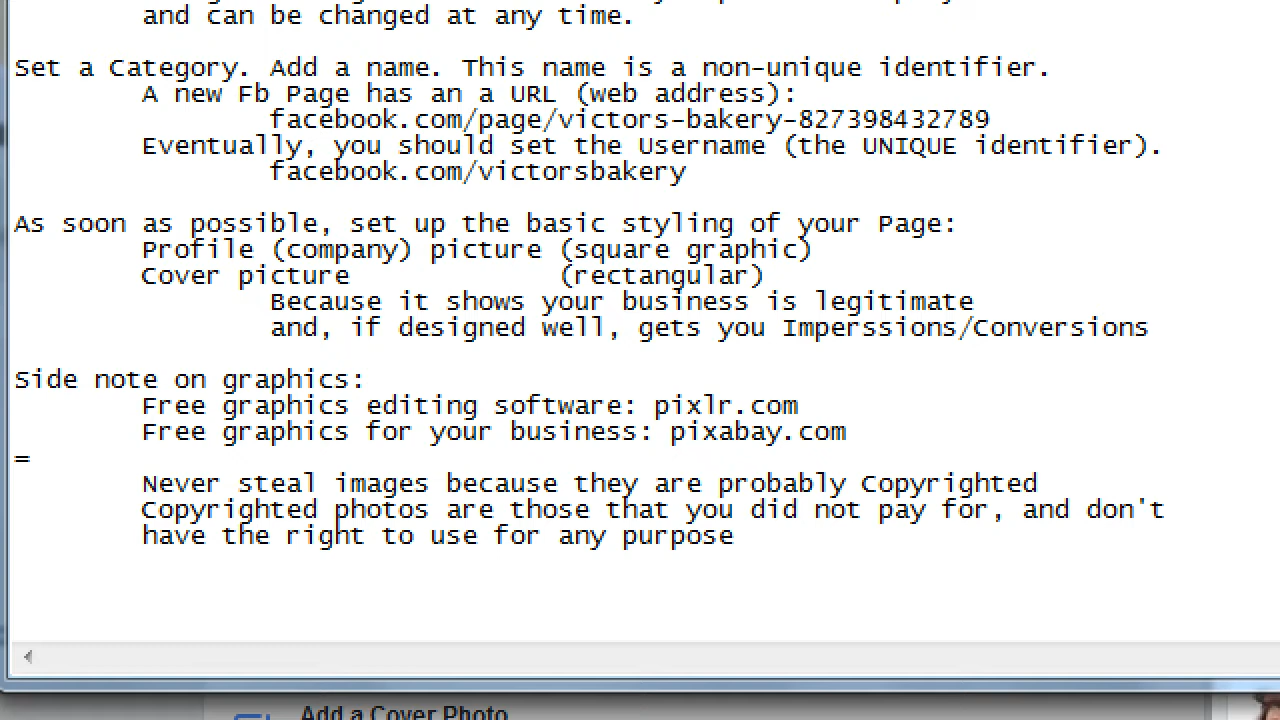 and can be changed at any time.
Set a Category. Add a name. This name is a non-unique identifier.
A new Fb Page has an a URL (web address):
facebook.com/page/victors-bakery-827398432789
Eventually, you should set the Username (the UNIQUE identifier).
facebook.com/victorsbakery
As soon as possible, set up the basic styling of your Page:
Profile (company) picture (square graphic)
Cover picture (rectangular)
Because it shows your business is legitimate
and, if designed well, gets you Imperssions/Conversions
Side note on graphics:
Free graphics editing software: pixlr.com
Free graphics for your business: pixabay.com
=
Never steal images because they are probably Copyrighted
Copyrighted photos are those that you did not pay for, and don't
have the right to use for any purpose
Add a Cover Photo